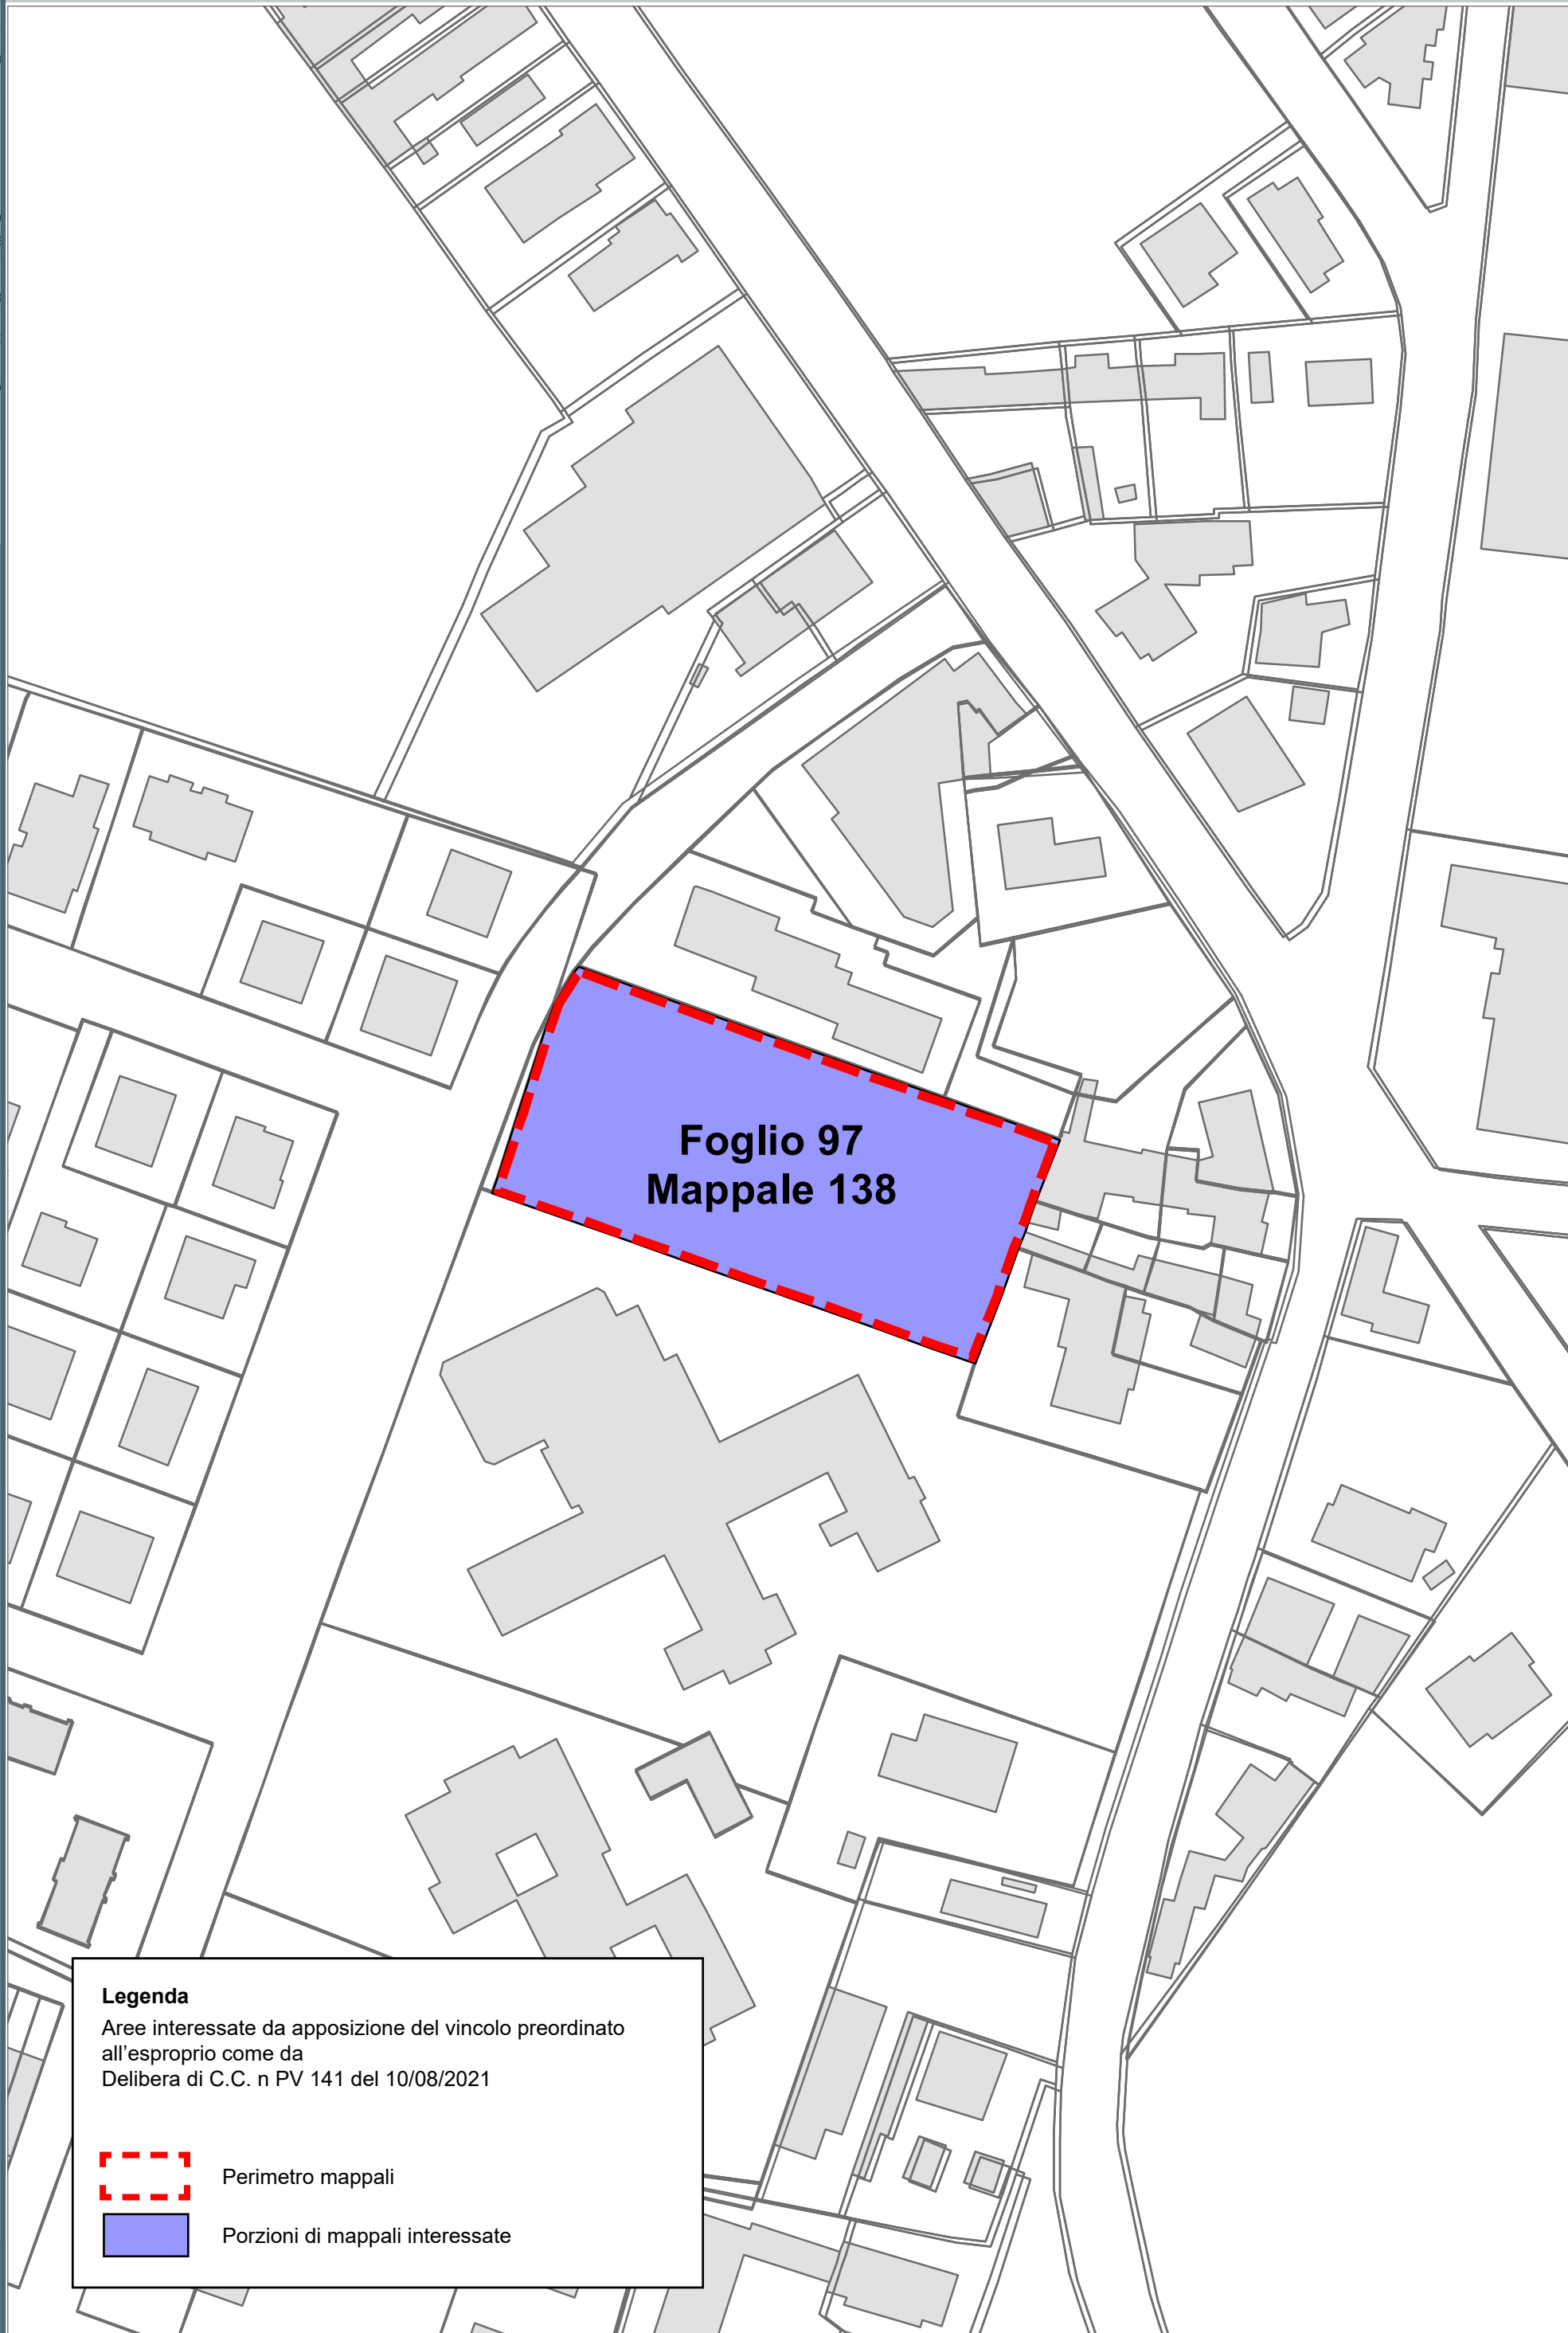 Foglio 97
Mappale 138
Legenda
Aree interessate da apposizione del vincolo preordinato
all'esproprio come da
Delibera di C.C. n PV 141 del 10/08/2021
Perimetro mappali
Porzioni di mappali interessate